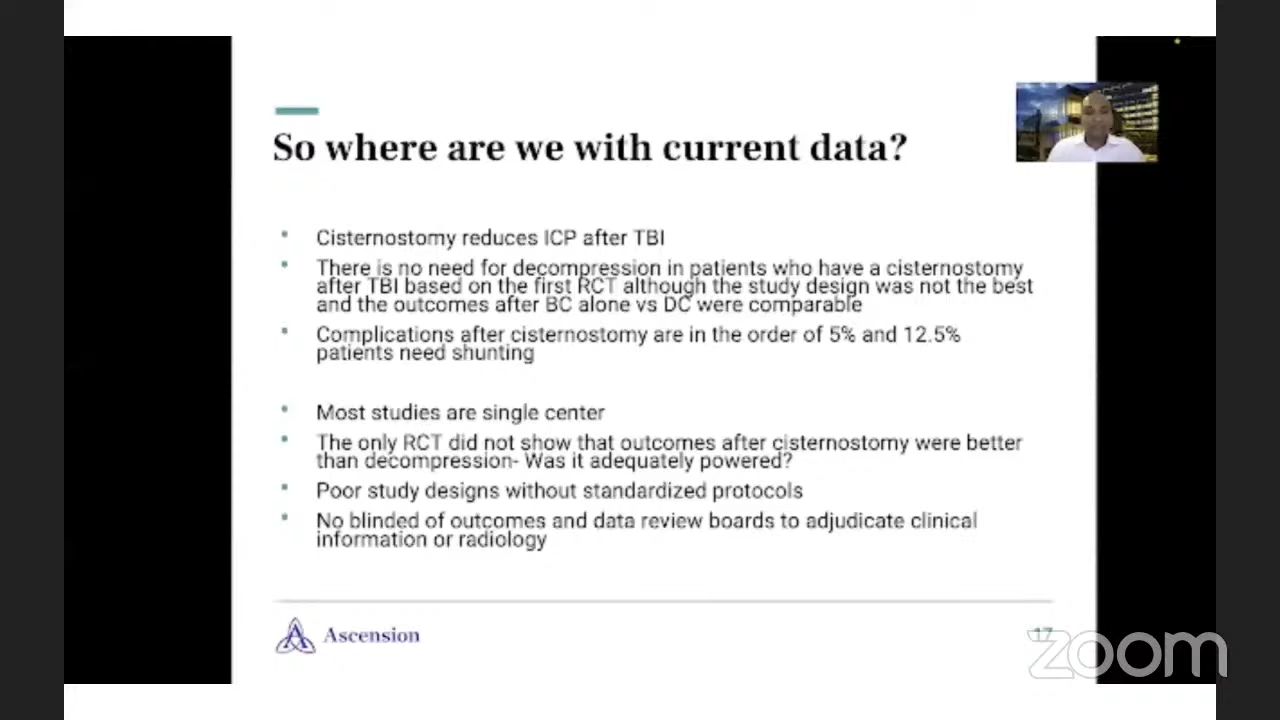 So where are we with current data?
Cisternostomy reduces ICP after TBI
There is no need for decompression in patients who have a cisternostomy
after TBI based on the first RCT although the study design was not the best
and the outcomes after BC alone vs DC were comparable
Complications after cisternostomy are in the order of 5% and 12.5%
patients need shunting
Most studies are single center
The only RCT did not show that outcomes after cisternostomy were better
than decompression- Was it adequately powered?
Poor study designs without standardized protocols
No blinded of outcomes and data review boards to adjudicate clinical
information or radiology
Ascension
17
zoom